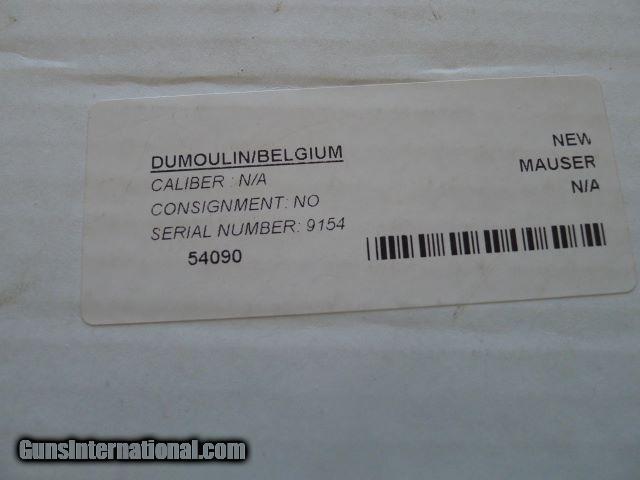 DUMOULIN/BELGIUM
CALIBER : N/A
CONSIGNMENT: NO
SERIAL NUMBER: 9154
54090
NEW
MAUSER
N/A
GunsInternational.com